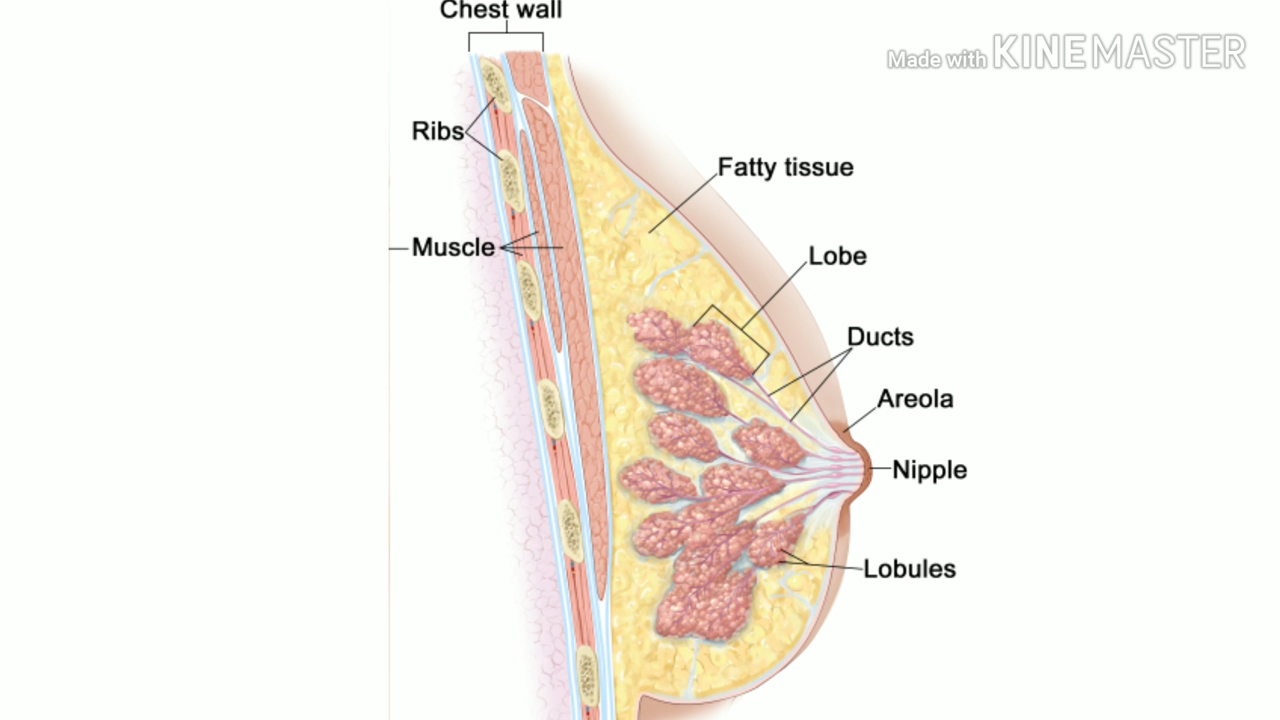 Chest wall
Made with KINEMASTER
Ribs
Fatty tissue
Muscle
Lobe
Ducts
Areola
Nipple
Lobules